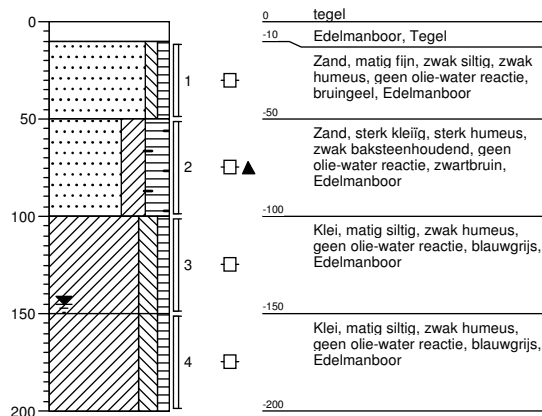 0
50
100
150
200
1
2
3
4
0
tegel
-10
Edelmanboor, Tegel
Zand, matig fijn, zwak siltig, zwak
humeus, geen olie-water reactie,
bruingeel, Edelmanboor
-50
Zand, sterk kleiïg, sterk humeus,
zwak baksteenhoudend, geen
olie-water reactie, zwartbruin,
Edelmanboor
-100
Klei, matig siltig, zwak humeus,
geen olie-water reactie, blauwgrijs,
Edelmanboor
-150
Klei, matig siltig, zwak humeus,
geen olie-water reactie, blauwgrijs,
Edelmanboor
-200